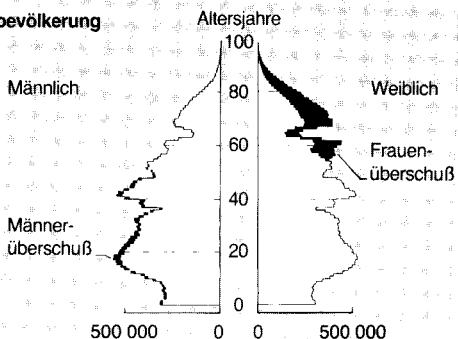 bevölkerung
Altersjahre
100
Männlich
80
Weiblich
60
Frauen-
überschuß
40
Männer-
überschuß
20
0
500 000 0 0 500 000